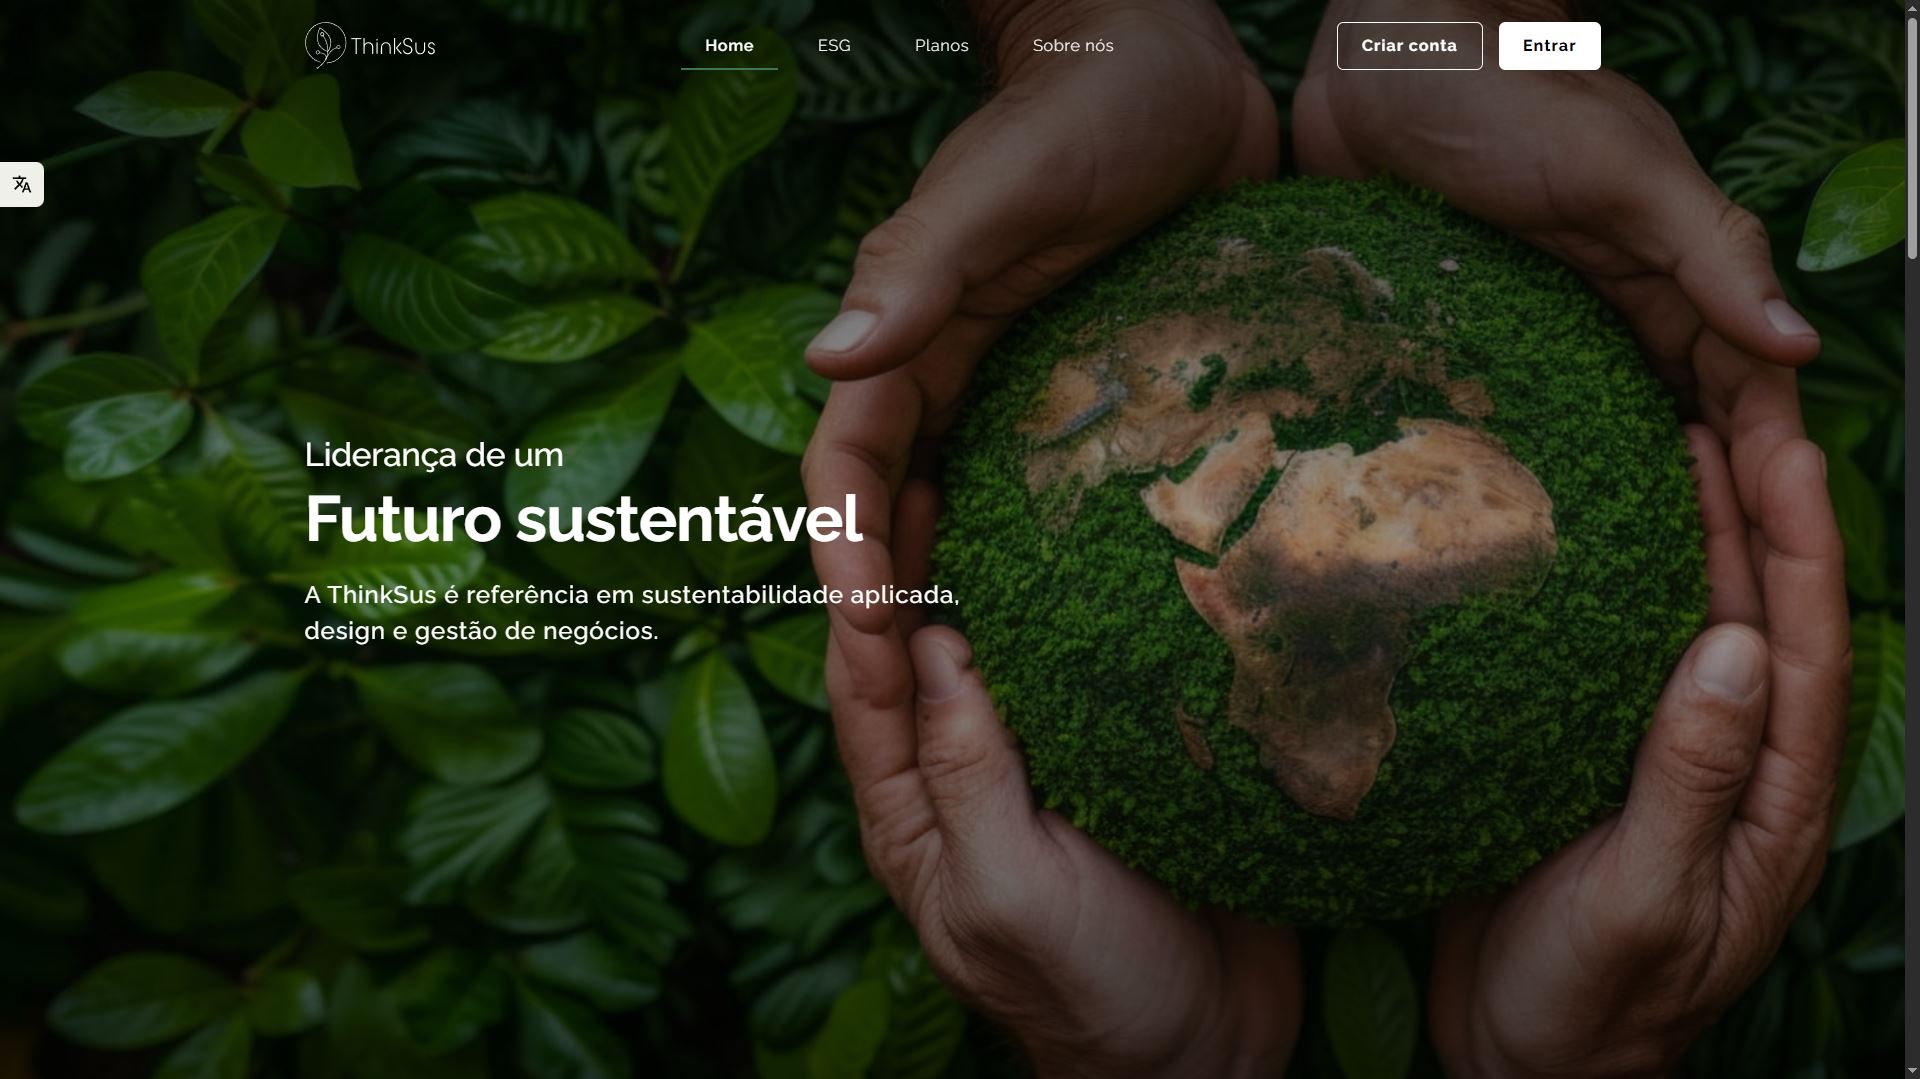 ThinkSus
Home
ESG
Planos
Sobre nós
Criar conta
Entrar
Liderança de um
Futuro sustentável
A ThinkSus é referência em sustentabilidade aplicada,
design e gestão de negócios.